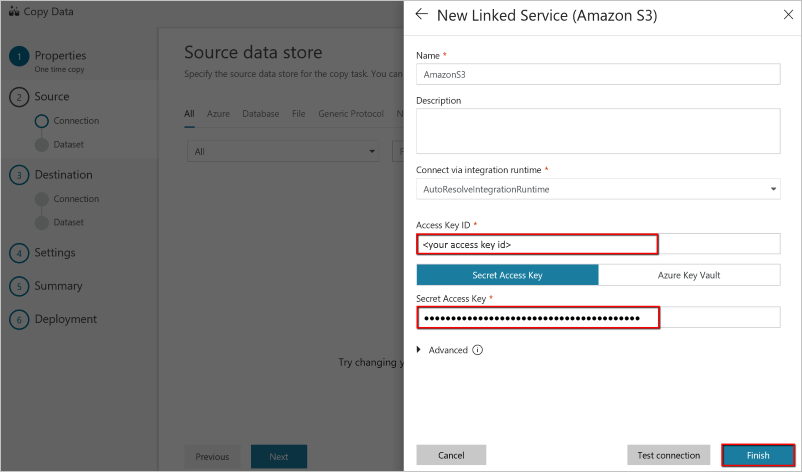 Copy Data
1 Properties
One time copy
2 Source
Connection
Dataset
3 Destination
Connection
Dataset
4 Settings
5 Summary
6 Deployment
Source data store
Specify the source data store for the copy task. You can
All Azure Database File Generic Protocol N
All
Try changing y
Previous Next
New Linked Service (Amazon S3)
Name *
AmazonS3
Description
Connect via integration runtime *
AutoResolveIntegrationRuntime
Access Key ID *
<your access key id>
Secret Access Key Azure Key Vault
Secret Access Key *
••••••••••••••••••••••••••••••••••••••••
Advanced
Cancel Test connection Finish